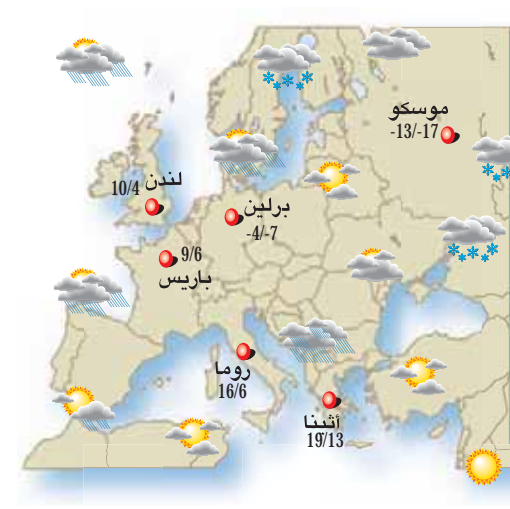 موسكو
-13/-17
لندن
10/4
برلين
-4/-7
9/6
باريس
روما
16/6
أثينا
19/13